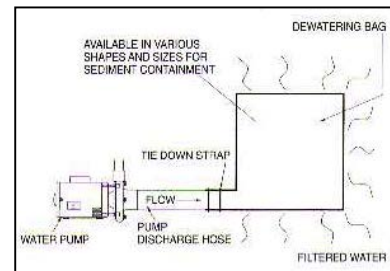 DEWATERING BAG
AVAILABLE IN VARIOUS
SHAPES AND SIZES FOR
SEDIMENT CONTAINMENT
TIE DOWN STRAP
FLOW
WATER PUMP
PUMP
DISCHARGE HOSE
FILTERED WATER